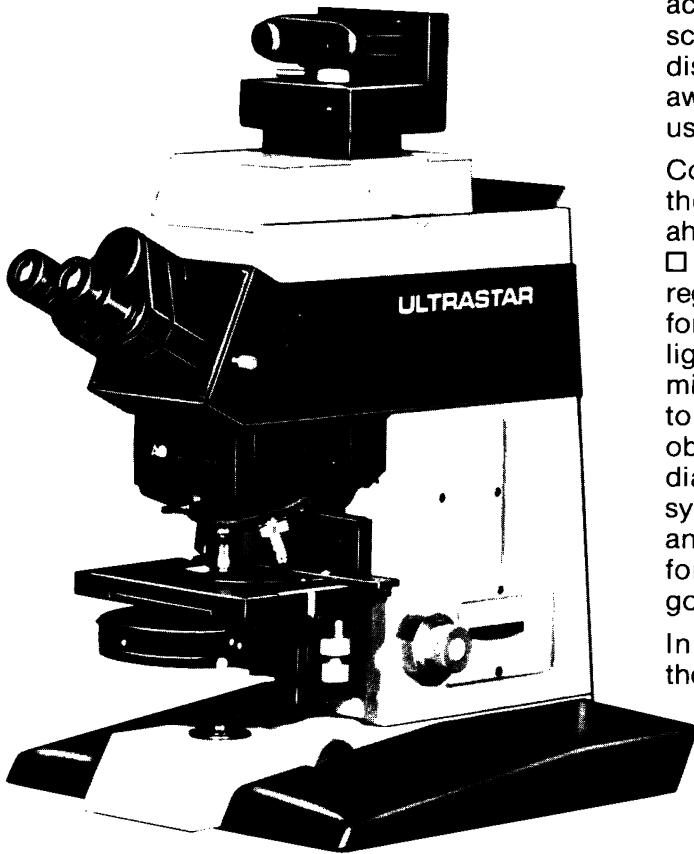 ULTRASTAR
AO
ac
sc
dis
aw
us
Co
the
ah
□
reg
for
lig
mi
to
ob
dia
sy
an
for
go
In
the